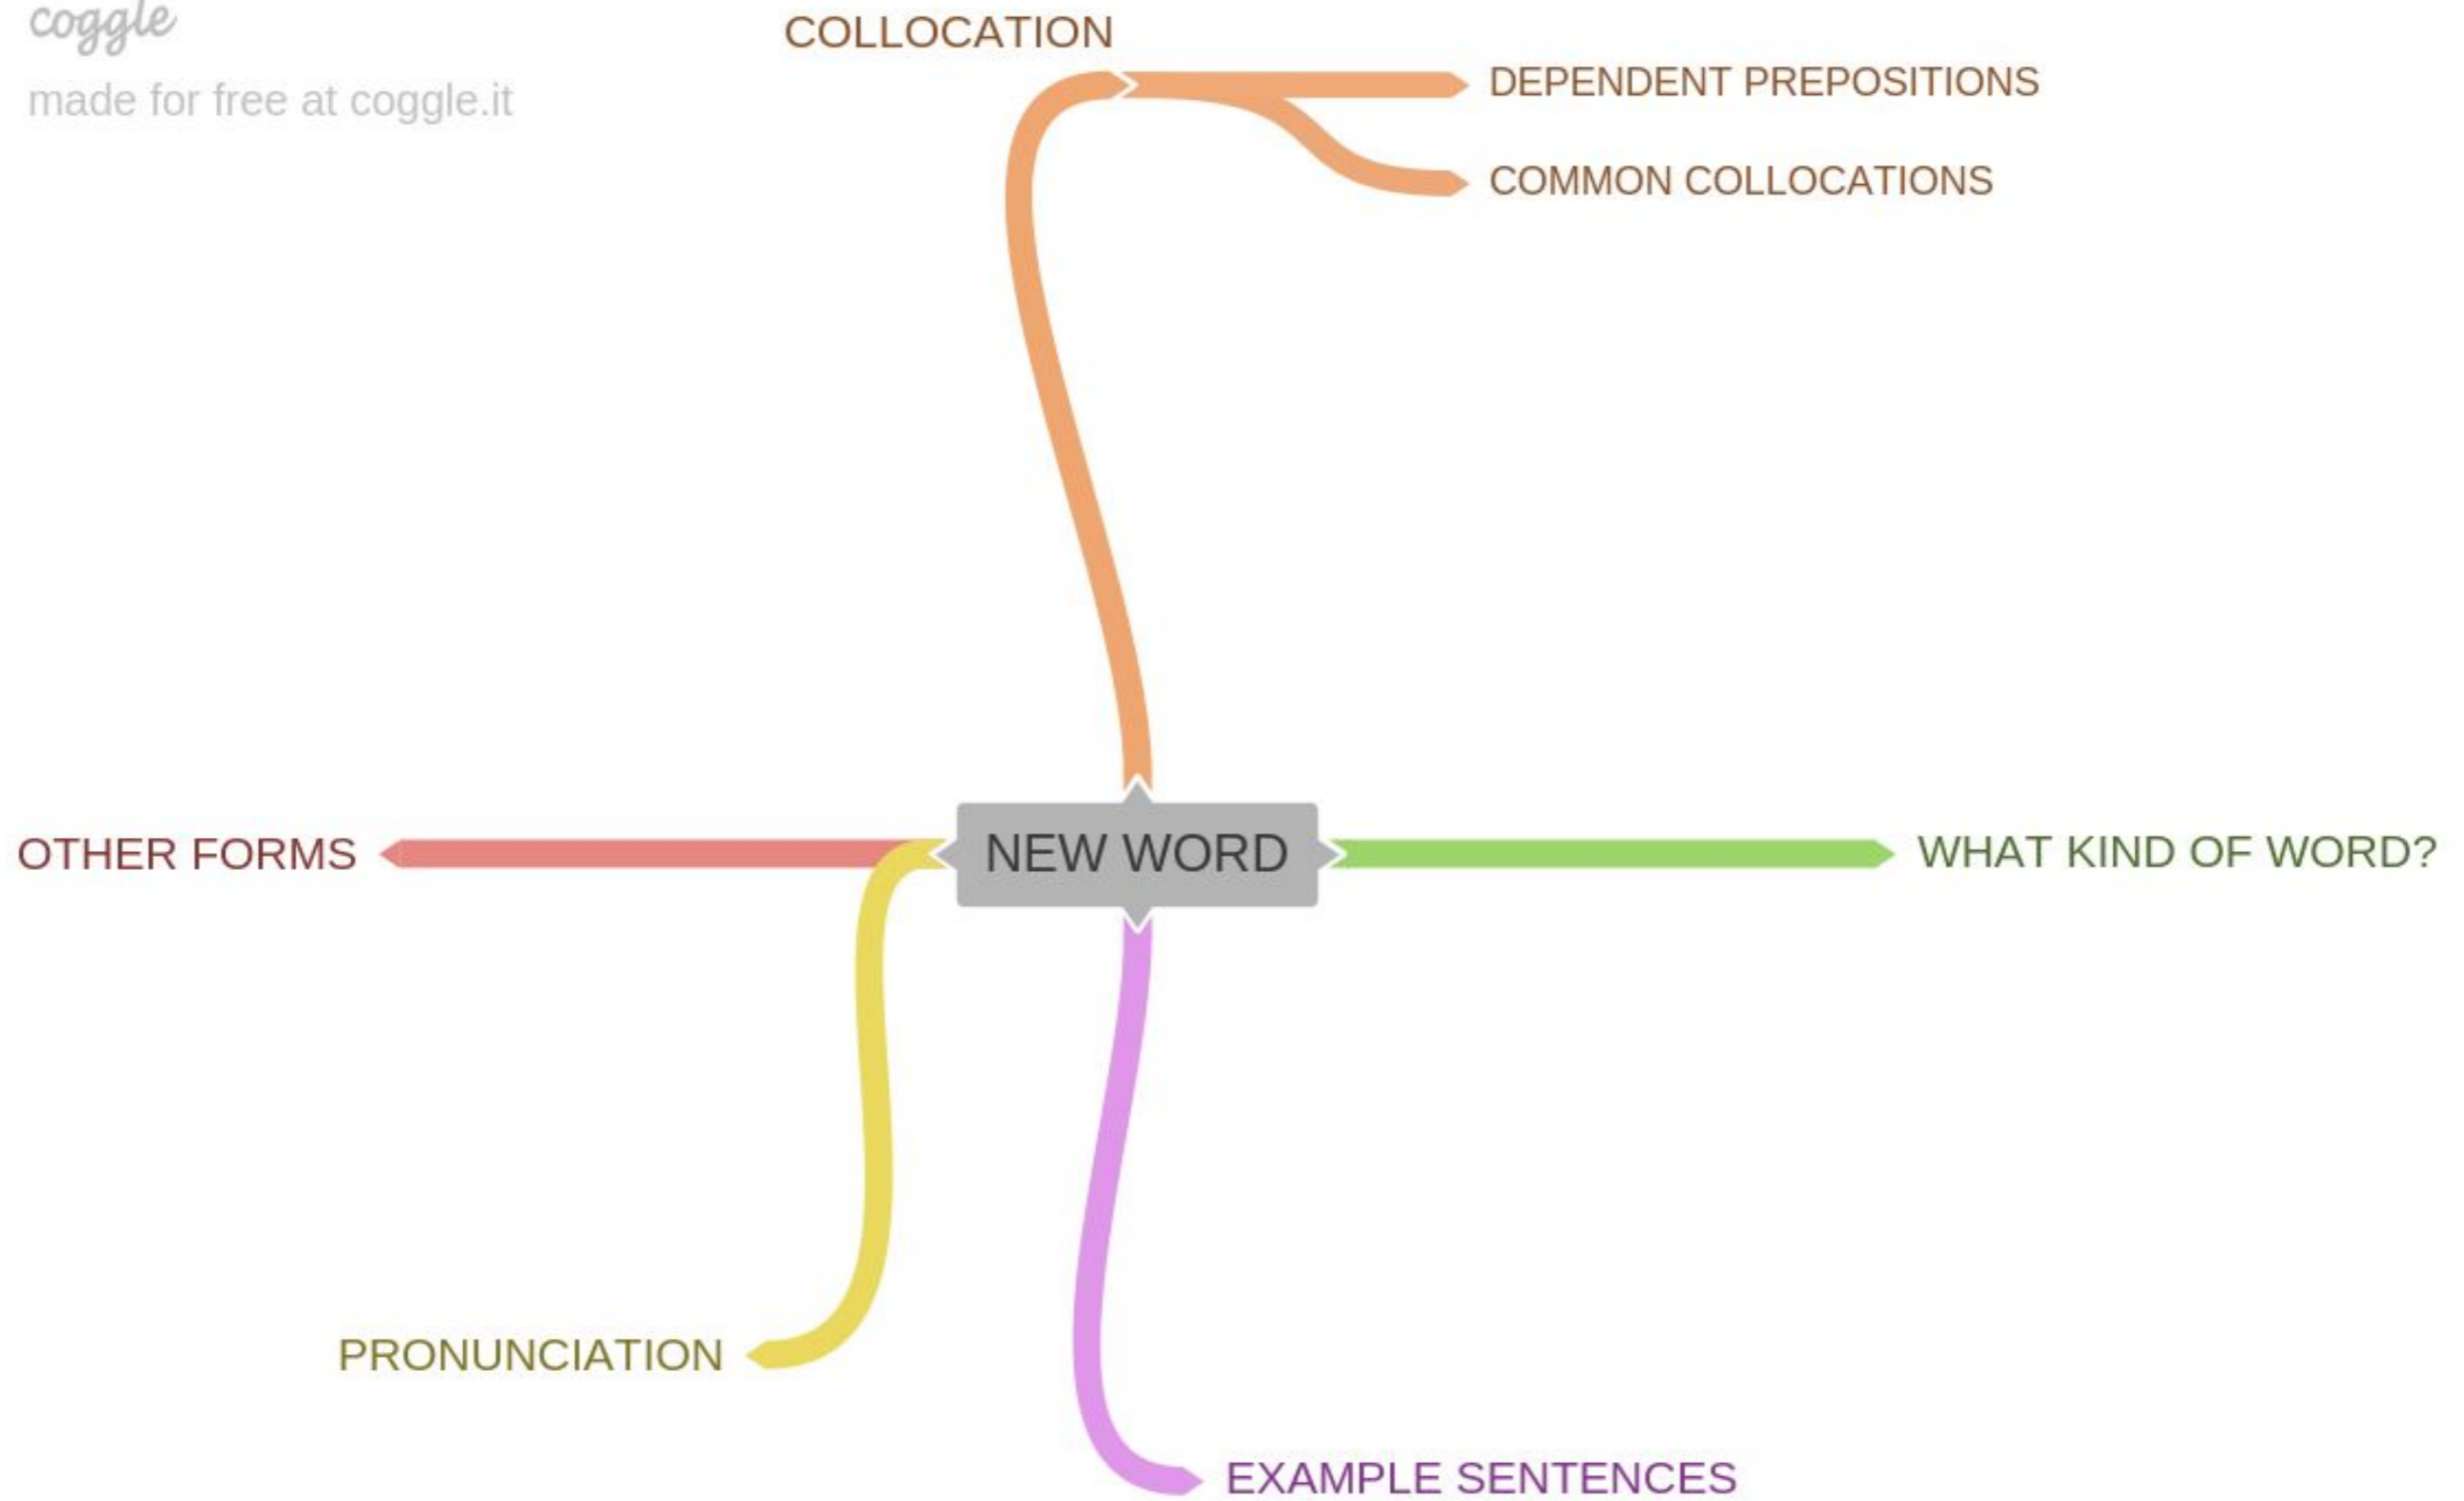 coggle
made for free at coggle.it
COLLOCATION
DEPENDENT PREPOSITIONS
COMMON COLLOCATIONS
OTHER FORMS
NEW WORD
WHAT KIND OF WORD?
PRONUNCIATION
EXAMPLE SENTENCES